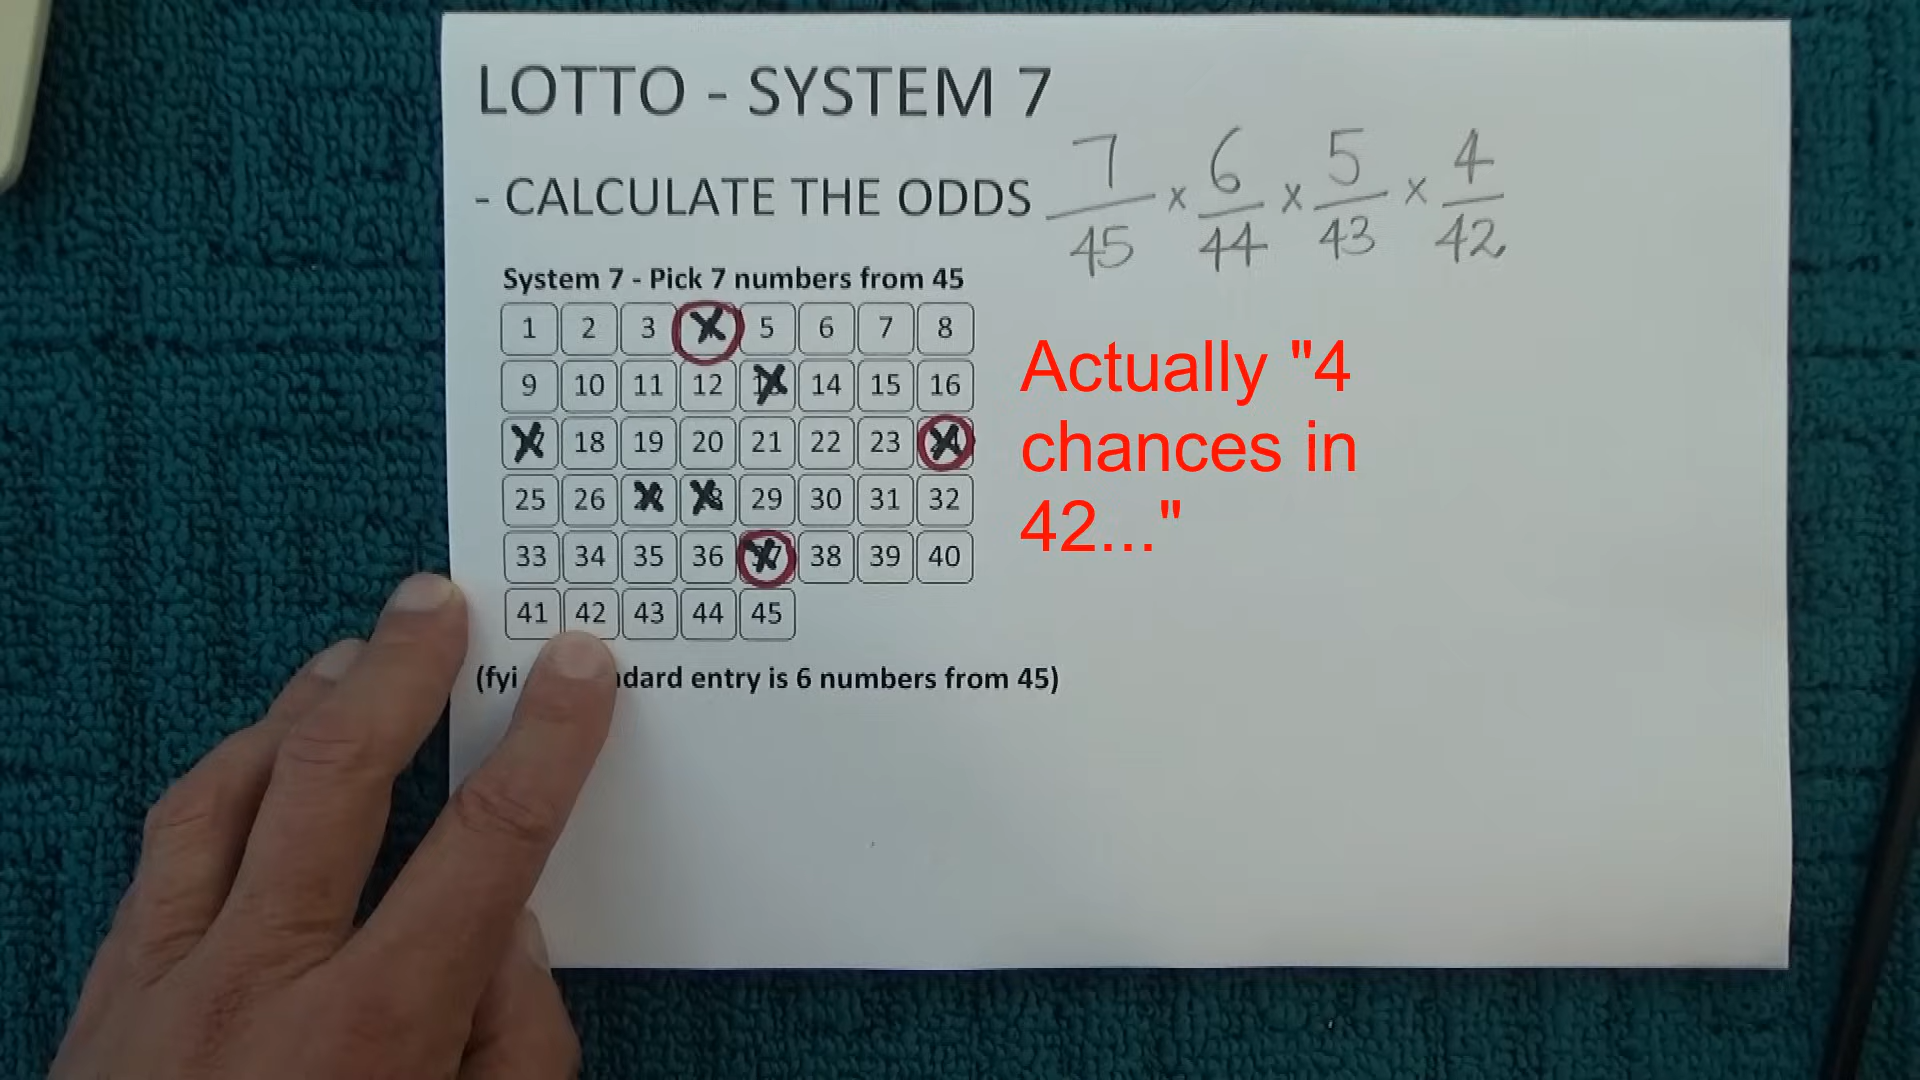 LOTTO - SYSTEM 7
- CALCULATE THE ODDS 7/45 × 6/44 × 5/43 × 4/42
System 7 - Pick 7 numbers from 45
1 2 3 5 6 7 8
9 10 11 12 14 15 16
18 19 20 21 22 23
25 26 29 30 31 32
33 34 35 36 38 39 40
41 42 43 44 45
(fyi entry is 6 numbers from 45)
Actually "4
chances in
42..."